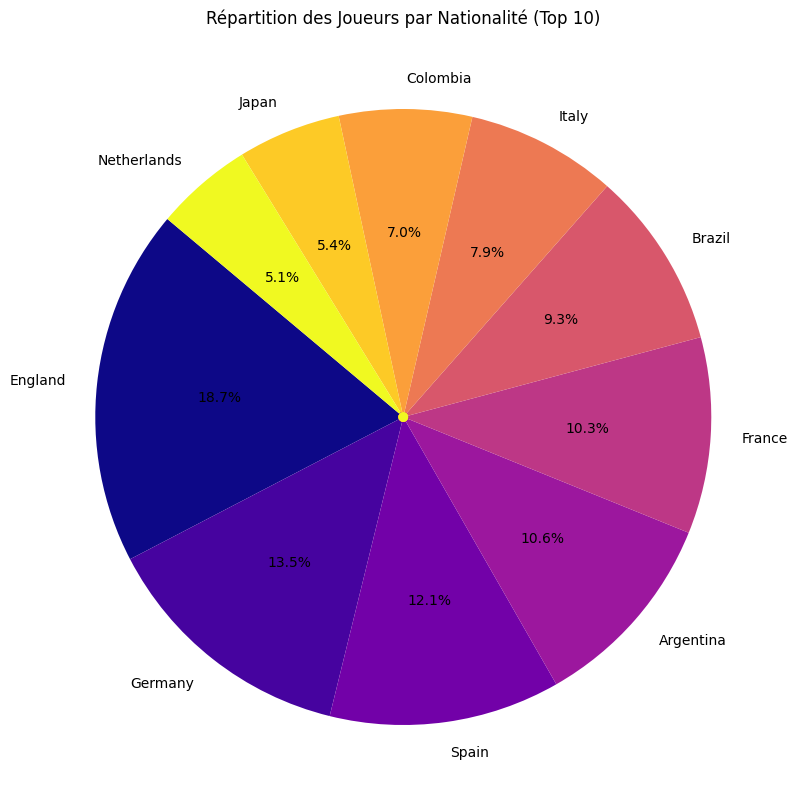 Répartition des Joueurs par Nationalité (Top 10)
Colombia
Japan
Italy
Netherlands
Brazil
7.0%
5.4%
7.9%
5.1%
9.3%
England
18.7%
10.3%
France
10.6%
13.5%
12.1%
Argentina
Germany
Spain